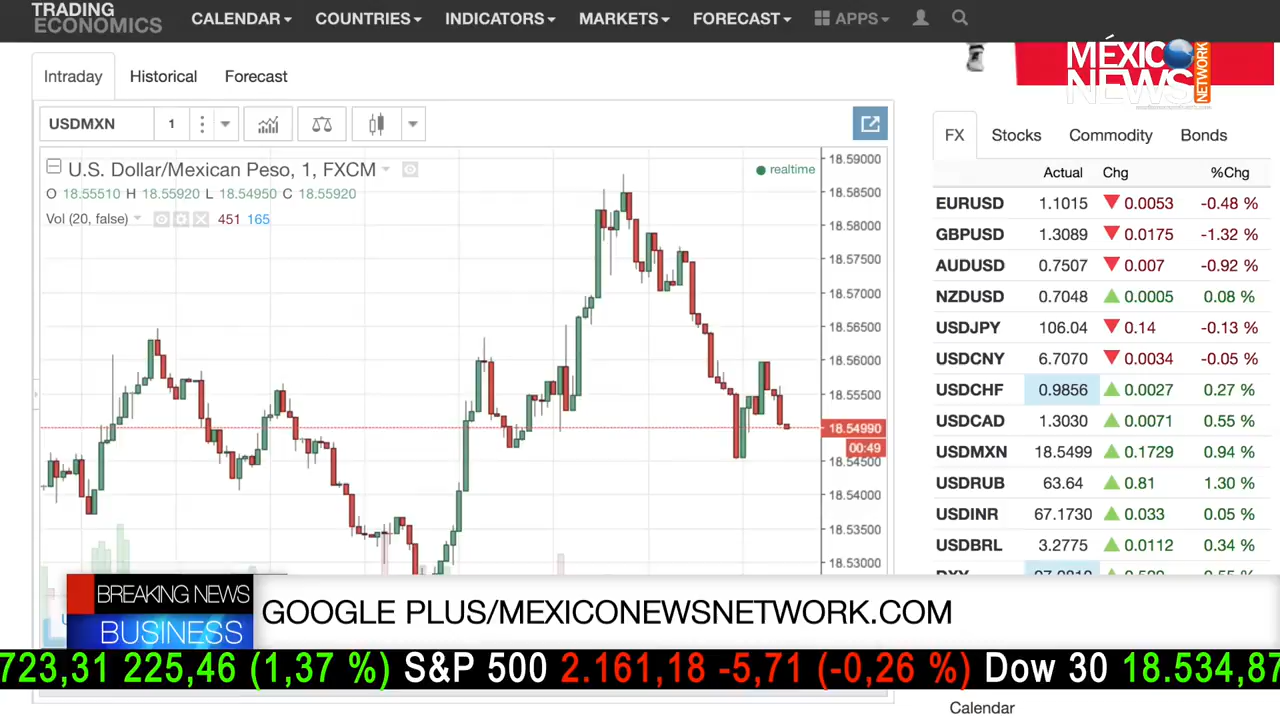 TRADING
ECONOMICS
CALENDAR COUNTRIES INDICATORS MARKETS FORECAST APPS
MÉXICO
NEWS
NETWORK
Intraday Historical Forecast
USDMXN 1
U.S. Dollar/Mexican Peso, 1, FXCM
realtime
O 18.55510 H 18.55920 L 18.54950 C 18.55920
Vol (20, false) 451 165
18.59000
18.58500
18.58000
18.57500
18.57000
18.56500
18.56000
18.55500
18.54990
00:49
18.54500
18.54000
18.53500
18.53000
FX Stocks Commodity Bonds
Actual Chg %Chg
EURUSD 1.1015 0.0053 -0.48 %
GBPUSD 1.3089 0.0175 -1.32 %
AUDUSD 0.7507 0.007 -0.92 %
NZDUSD 0.7048 0.0005 0.08 %
USDJPY 106.04 0.14 -0.13 %
USDCNY 6.7070 0.0034 -0.05 %
USDCHF 0.9856 0.0027 0.27 %
USDCAD 1.3030 0.0071 0.55 %
USDMXN 18.5499 0.1729 0.94 %
USDRUB 63.64 0.81 1.30 %
USDINR 67.1730 0.033 0.05 %
USDBRL 3.2775 0.0112 0.34 %
BREAKING NEWS
BUSINESS
GOOGLE PLUS/MEXICONEWSNETWORK.COM
723,31 225,46 (1,37 %) S&P 500 2.161,18 -5,71 (-0,26 %) Dow 30 18.534,87
Calendar